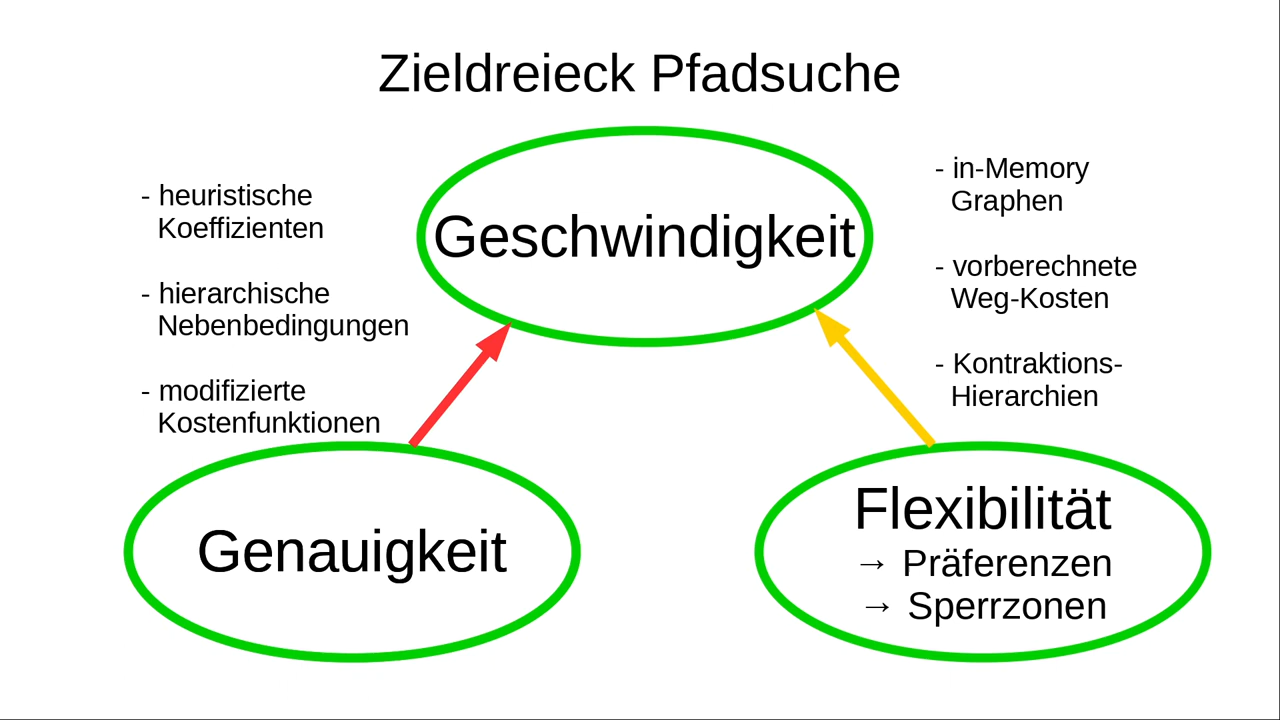 Zieldreieck Pfadsuche
- heuristische
Koeffizienten
- hierarchische
Nebenbedingungen
- modifizierte
Kostenfunktionen
Geschwindigkeit
- in-Memory
Graphen
- vorberechnete
Weg-Kosten
- Kontraktions-
Hierarchien
Genauigkeit
Flexibilität
→ Präferenzen
→ Sperrzonen